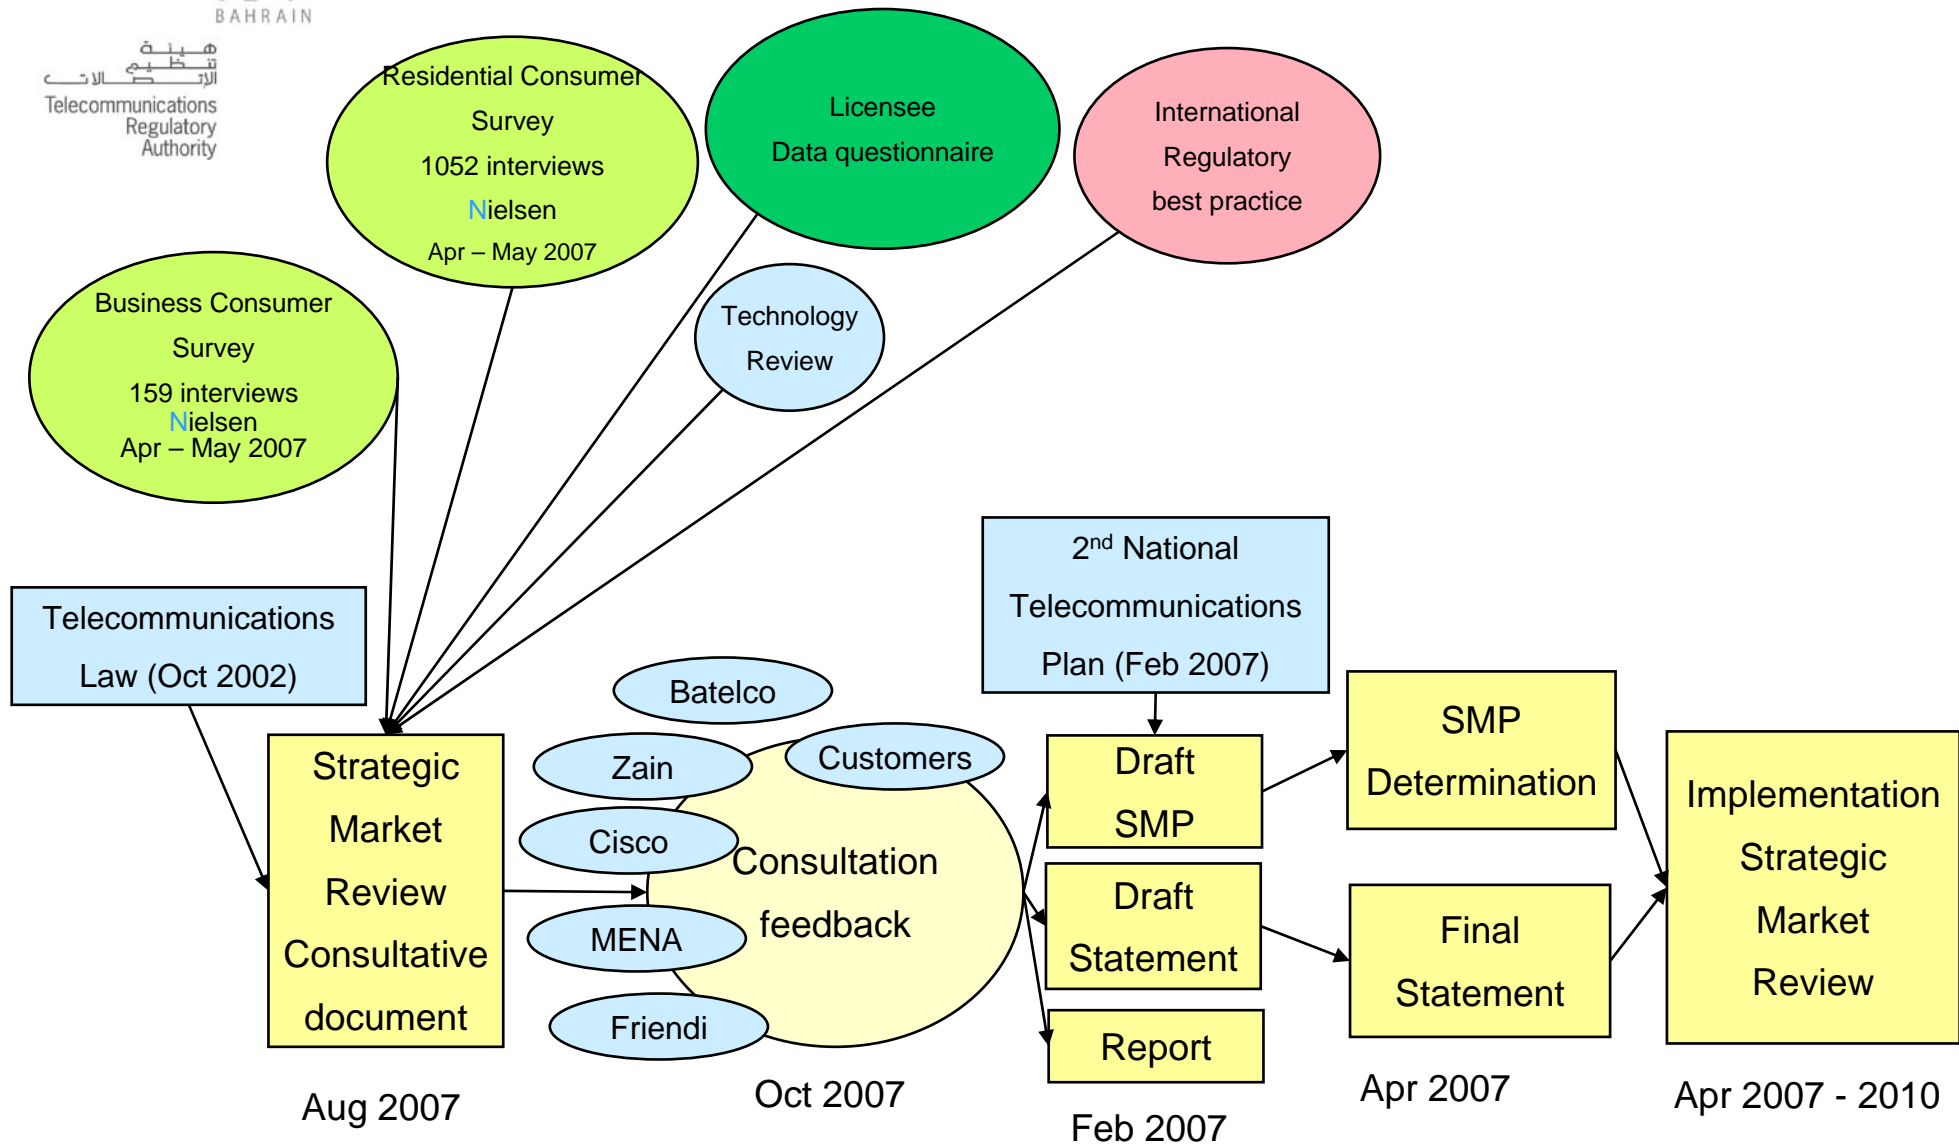 BAHRAIN
هيئة
تنظيم
الإتصالات
Telecommunications
Regulatory
Authority
Residential Consumer
Survey
1052 interviews
Nielsen
Apr – May 2007
Licensee
Data questionnaire
International
Regulatory
best practice
Business Consumer
Survey
159 interviews
Nielsen
Apr – May 2007
Technology
Review
Telecommunications
Law (Oct 2002)
2nd National
Telecommunications
Plan (Feb 2007)
Strategic
Market
Review
Consultative
document
Batelco
Zain
Customers
Cisco
Consultation
feedback
MENA
Friendi
Draft
SMP
Draft
Statement
Report
SMP
Determination
Final
Statement
Implementation
Strategic
Market
Review
Aug 2007
Oct 2007
Feb 2007
Apr 2007
Apr 2007 - 2010